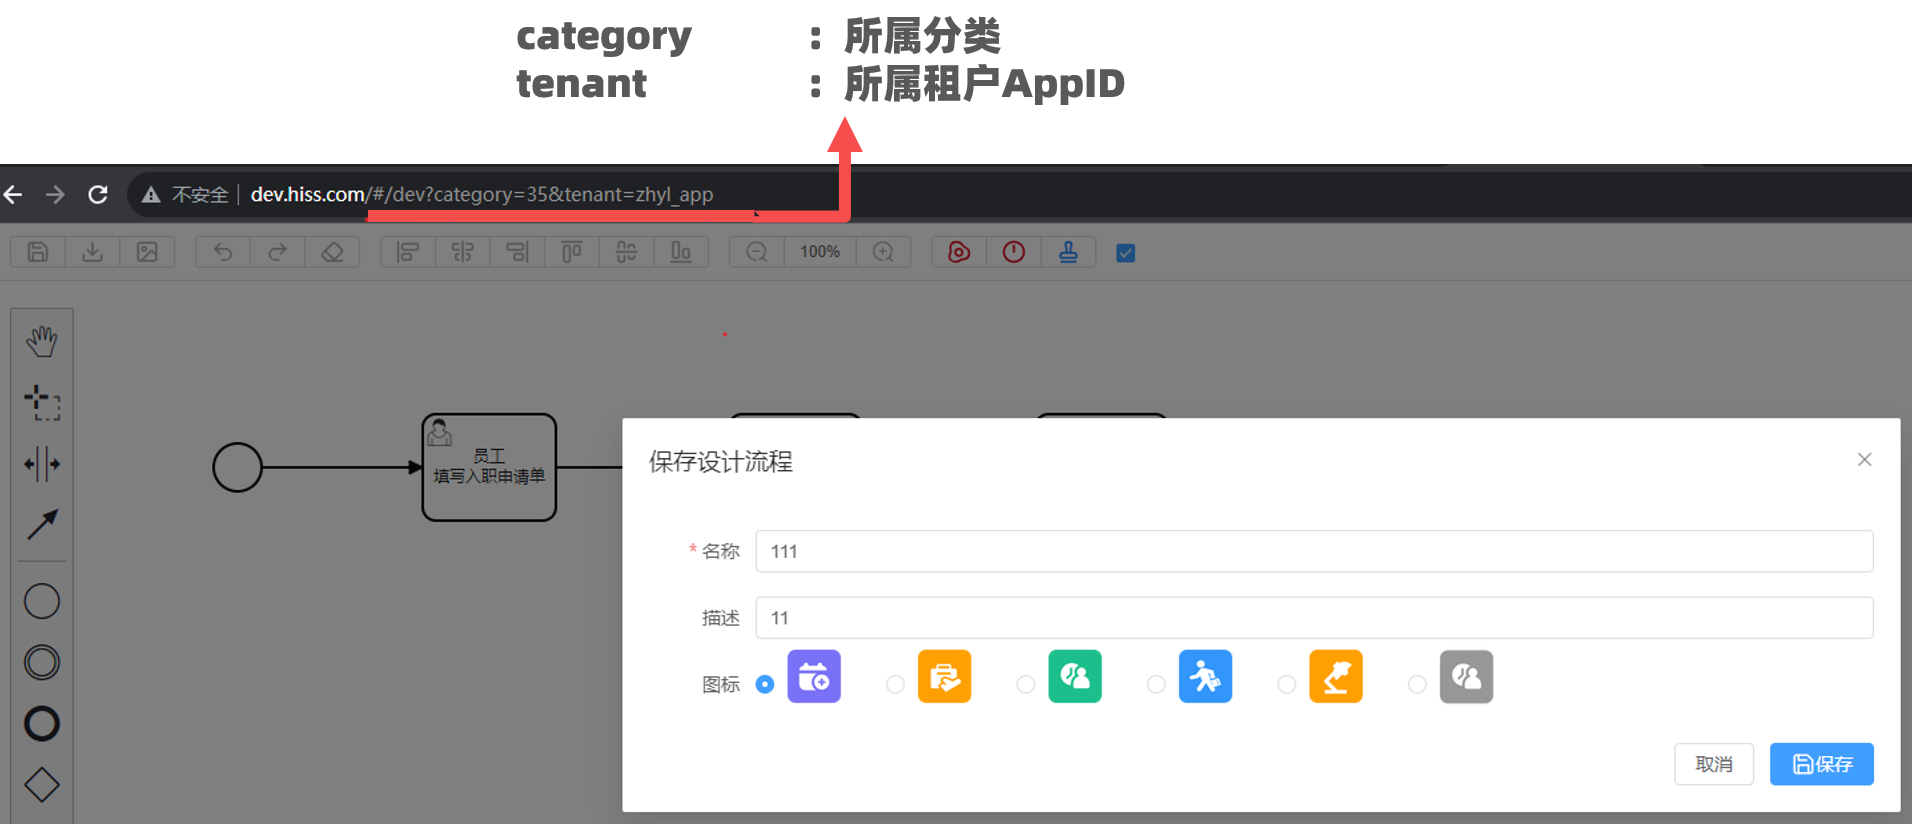 category : 所属分类
tenant : 所属租户AppID
不安全 dev.hiss.com/#/dev?category=35&tenant=zhyl_app
100%
员工
填写入职申请单
保存设计流程
* 名称 111
描述 11
图标
取消 保存